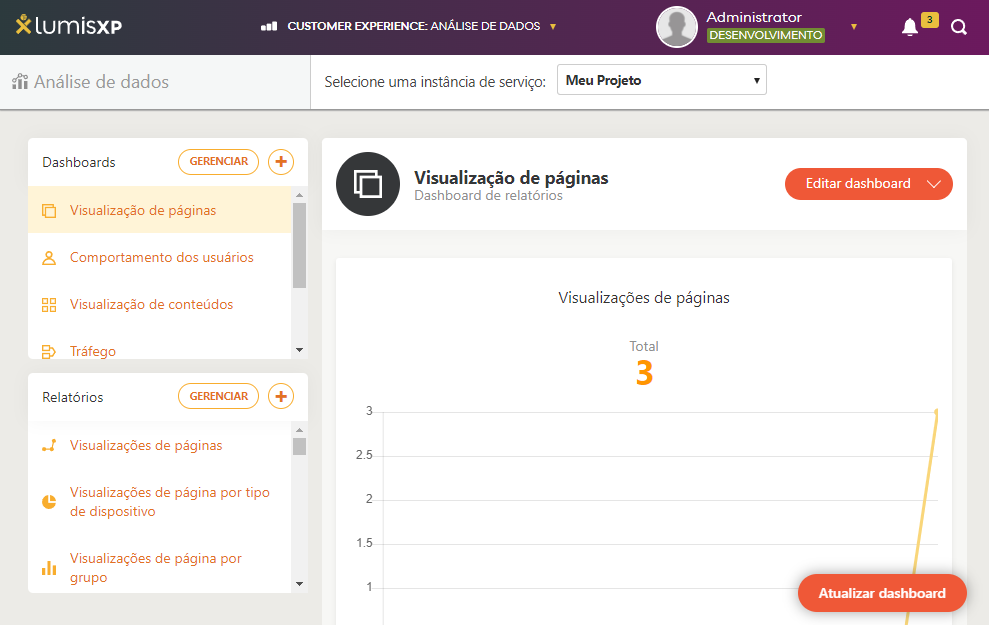 lumisxp
CUSTOMER EXPERIENCE: ANÁLISE DE DADOS
Administrator
DESENVOLVIMENTO
3
Análise de dados
Selecione uma instância de serviço:
Meu Projeto
Dashboards
GERENCIAR
+
Visualização de páginas
Comportamento dos usuários
Visualização de conteúdos
Tráfego
Relatórios
GERENCIAR
+
Visualizações de páginas
Visualizações de página por tipo
de dispositivo
Visualizações de página por
grupo
Visualização de páginas
Dashboard de relatórios
Editar dashboard
Visualizações de páginas
Total
3
3
2.5
2
1.5
1
Atualizar dashboard